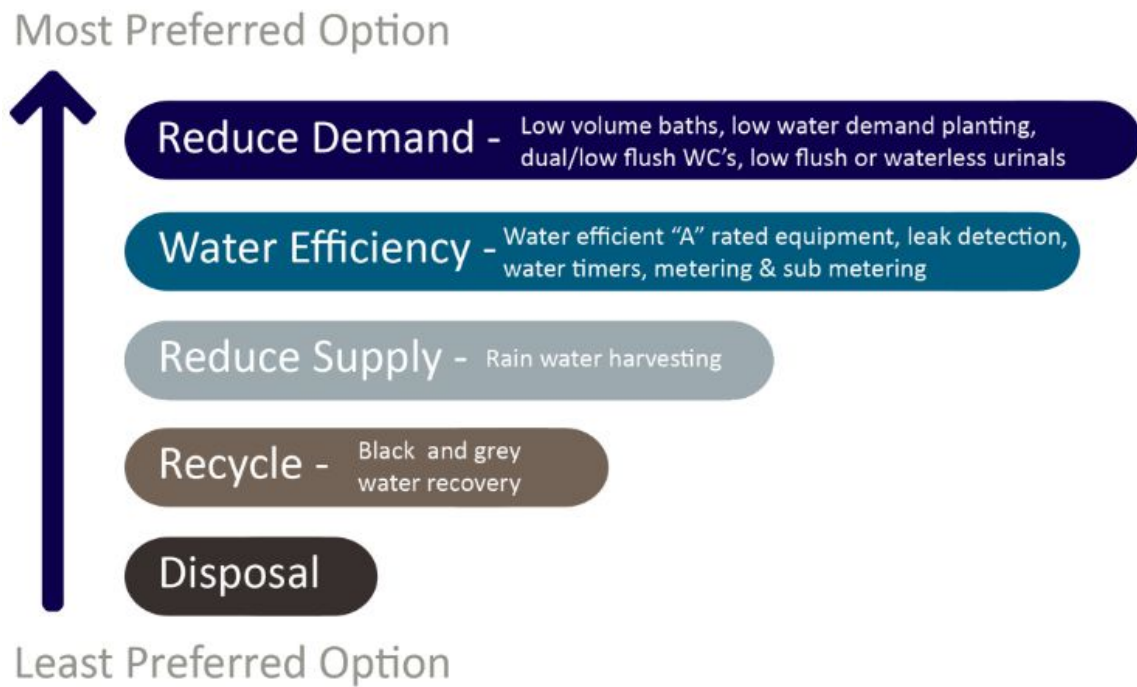 Most Preferred Option
Reduce Demand - Low volume baths, low water demand planting,
dual/low flush WC's, low flush or waterless urinals
Water Efficiency - Water efficient “A” rated equipment, leak detection,
water timers, metering & sub metering
Reduce Supply - Rain water harvesting
Recycle - Black and grey
water recovery
Disposal
Least Preferred Option